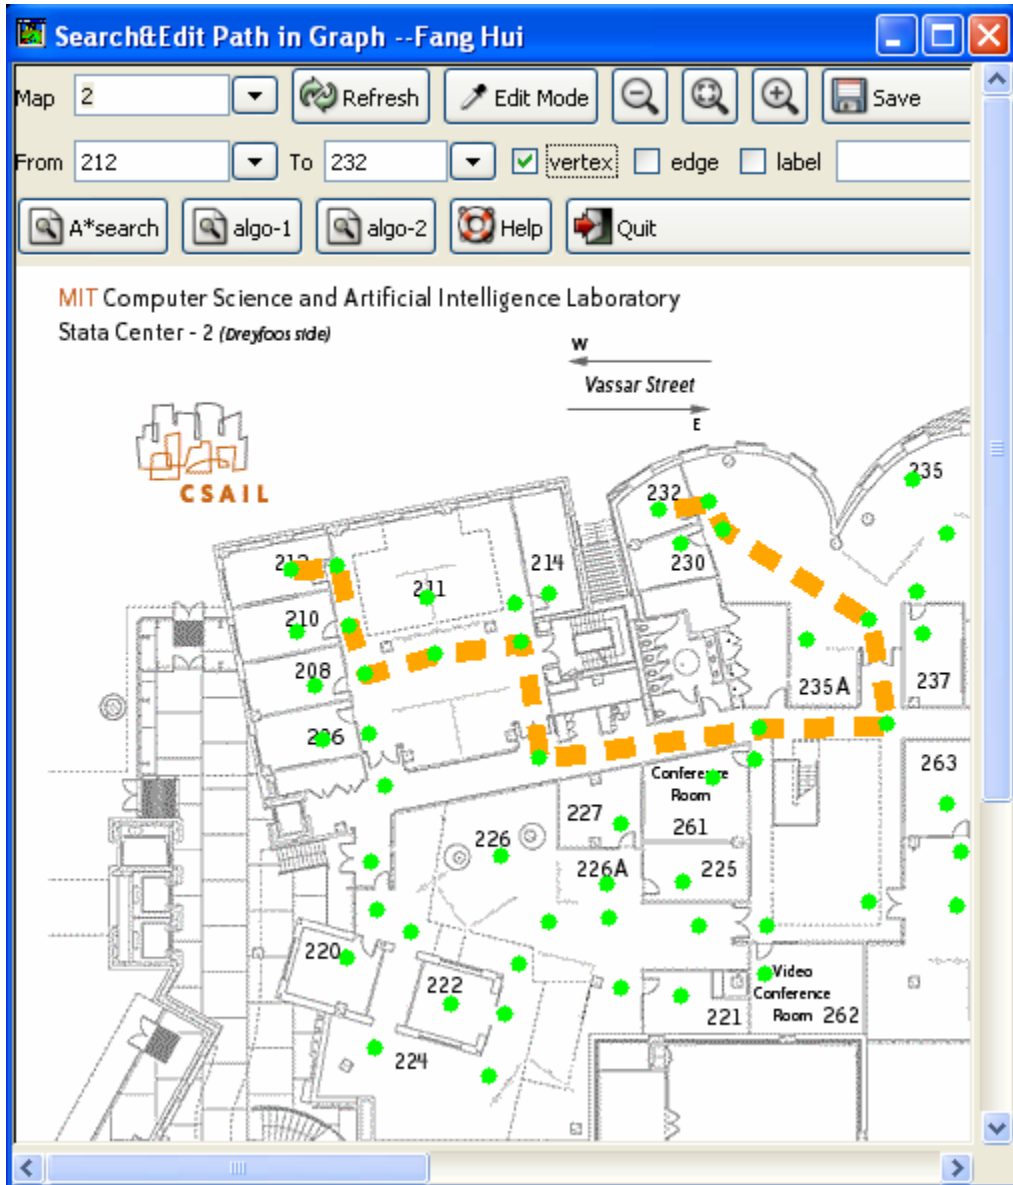 Search&Edit Path in Graph --Fang Hui
Map 2 Refresh Edit Mode Save
From 212 To 232 vertex edge label
A*search algo-1 algo-2 Help Quit
MIT Computer Science and Artificial Intelligence Laboratory
Stata Center - 2 (Dreyfoos side)
W
Vassar Street
E
CSAIL
235
232
212
211
214
230
210
208
235A
237
206
263
Conference
Room
261
227
226
226A
225
220
222
Video
Conference
Room 262
221
224